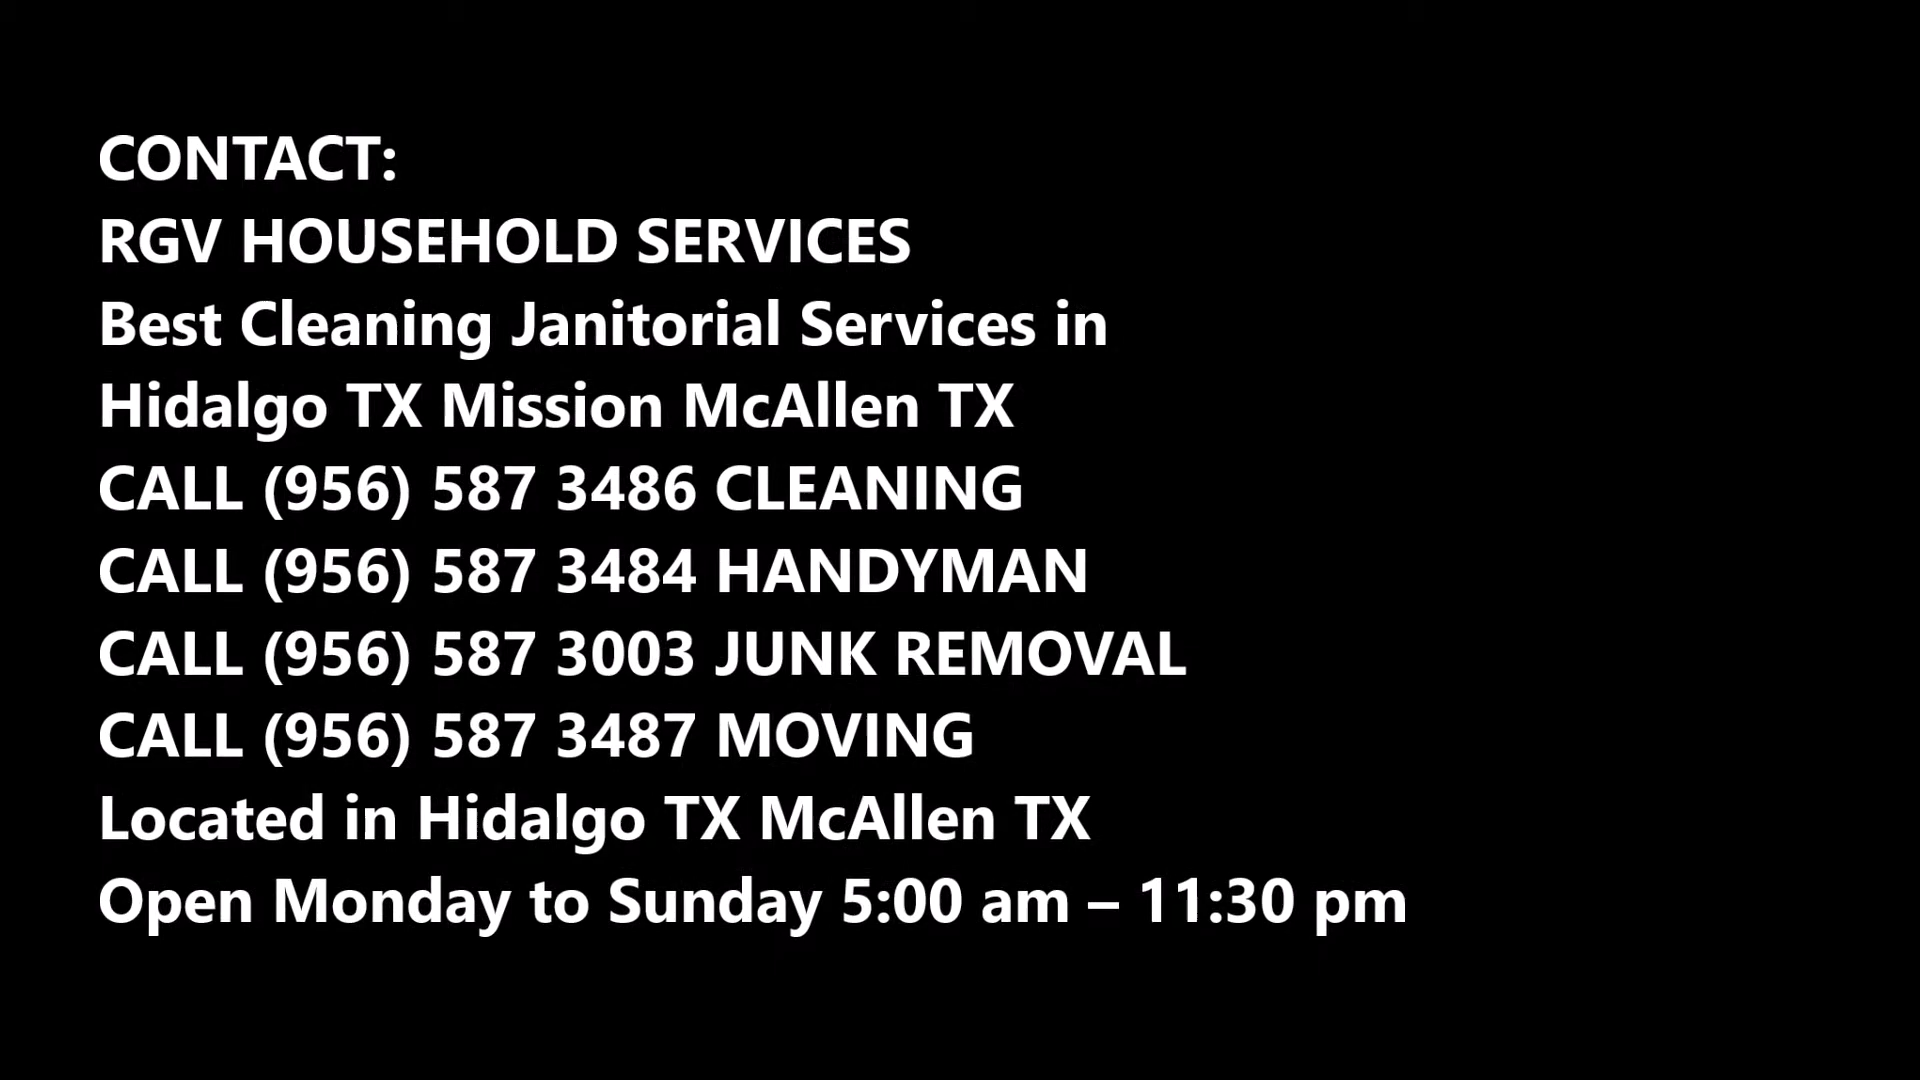 CONTACT:
RGV HOUSEHOLD SERVICES
Best Cleaning Janitorial Services in
Hidalgo TX Mission McAllen TX
CALL (956) 587 3486 CLEANING
CALL (956) 587 3484 HANDYMAN
CALL (956) 587 3003 JUNK REMOVAL
CALL (956) 587 3487 MOVING
Located in Hidalgo TX McAllen TX
Open Monday to Sunday 5:00 am – 11:30 pm